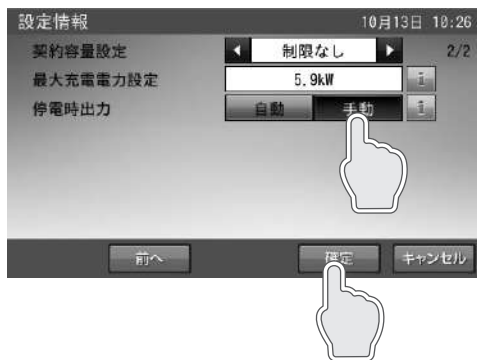 設定情報 10月13日 10:26
契約容量設定 ◀ 制限なし ▶ 2/2
最大充電電力設定 5.9kW i
停電時出力 自動 手動 i
前へ 確定 キャンセル